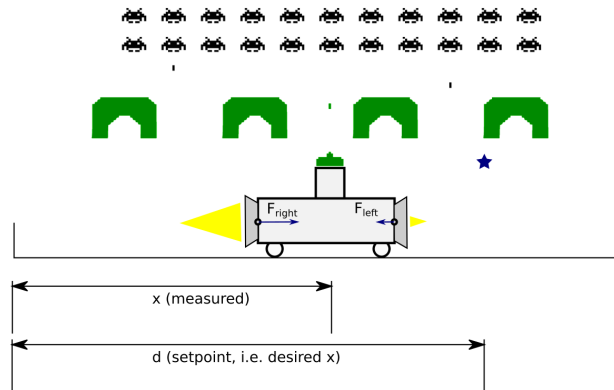 F_right F_left
x (measured)
d (setpoint, i.e. desired x)